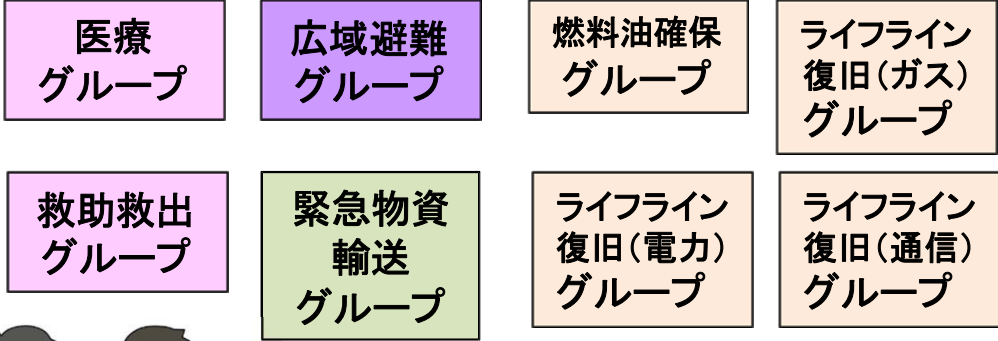 医療
グループ
広域避難
グループ
燃料油確保
グループ
ライフライン
復旧(ガス)
グループ
救助救出
グループ
緊急物資
輸送
グループ
ライフライン
復旧(電力)
グループ
ライフライン
復旧(通信)
グループ